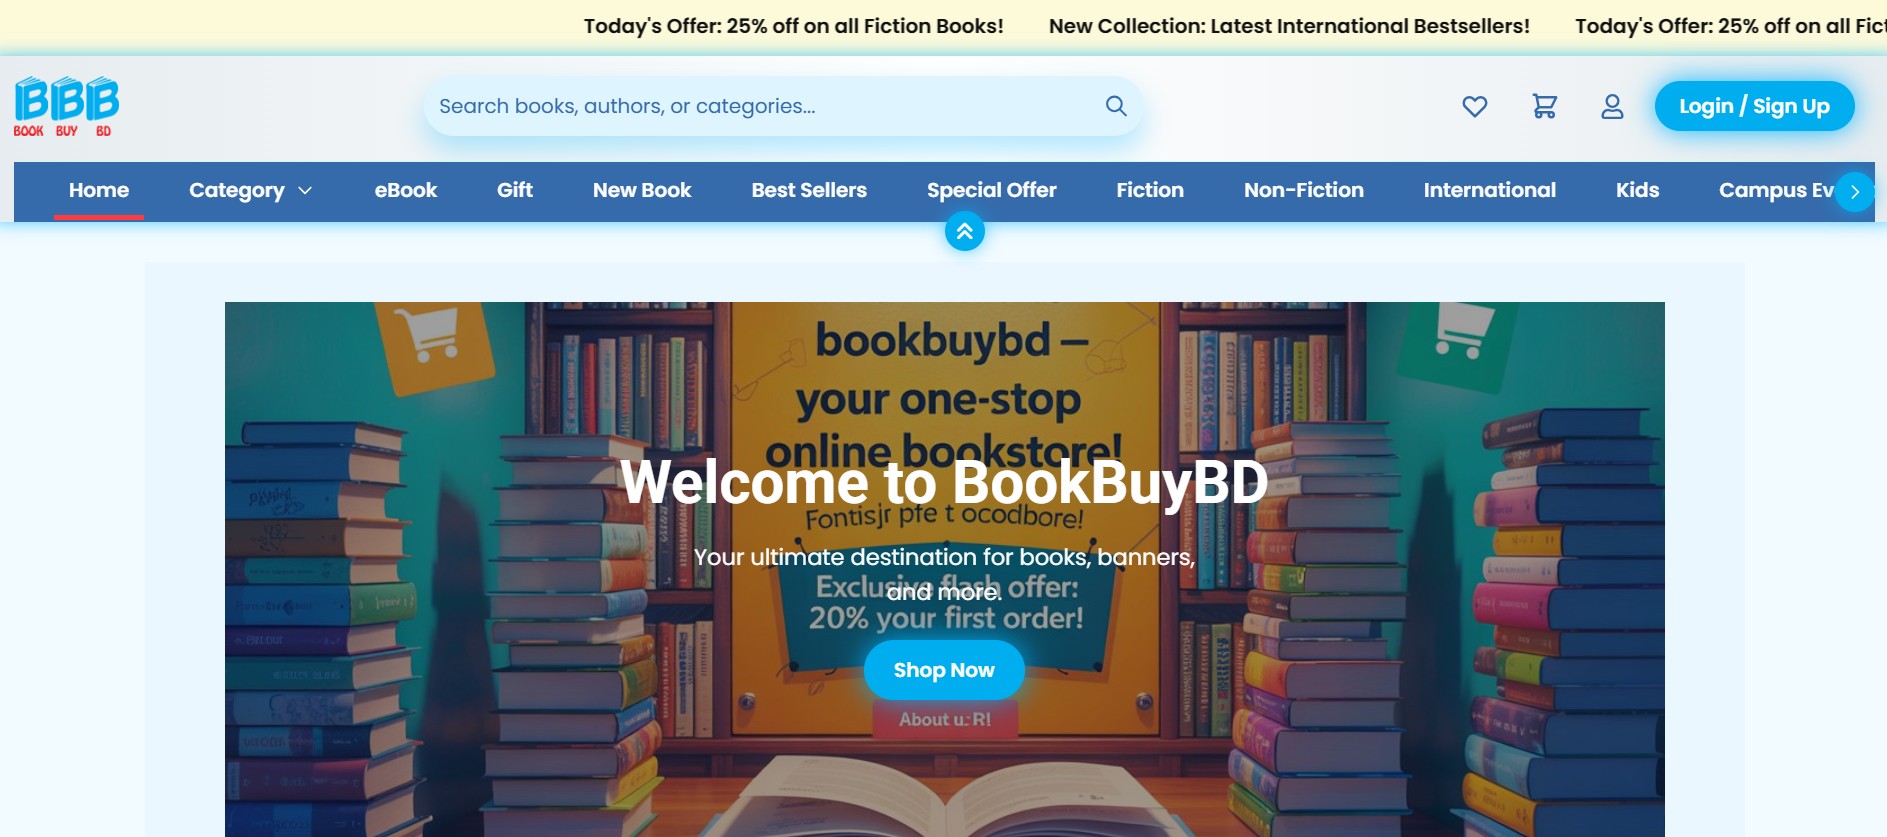 Today's Offer: 25% off on all Fiction Books! New Collection: Latest International Bestsellers! Today's Offer: 25% off on all Fict
BBB
BOOK BUY BD
Search books, authors, or categories...
Login / Sign Up
Home Category eBook Gift New Book Best Sellers Special Offer Fiction Non-Fiction International Kids Campus Ev
bookbuybd –
your one-stop
online bookstore!
Welcome to BookBuyBD
Fontisjr pfe t ocodbore!
Your ultimate destination for books, banners,
and more.
Exclusive flash offer:
20% your first order!
Shop Now
About u R!